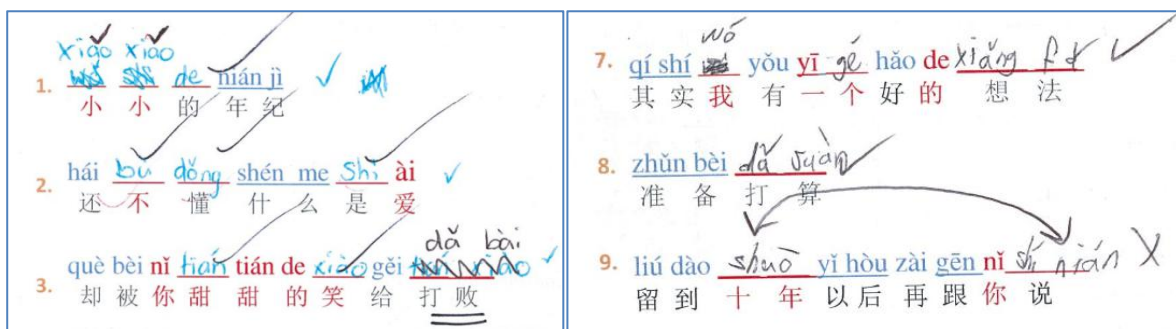 xiǎo xiǎo
1. de nián jì
小 小 的 年 纪
2. hái bù dǒng shén me shì ài
还 不 懂 什 么 是 爱
dǎ bài
3. què bèi nǐ tián tián de xiào gěi
却 被 你 甜 甜 的 笑 给 打 败
wǒ
7. qí shí yǒu yī gè hǎo de xiǎng fǎ
其 实 我 有 一 个 好 的 想 法
8. zhǔn bèi dǎ suàn
准 备 打 算
9. liú dào shuō yǐ hòu zài gēn nǐ shí nián
留 到 十 年 以 后 再 跟 你 说